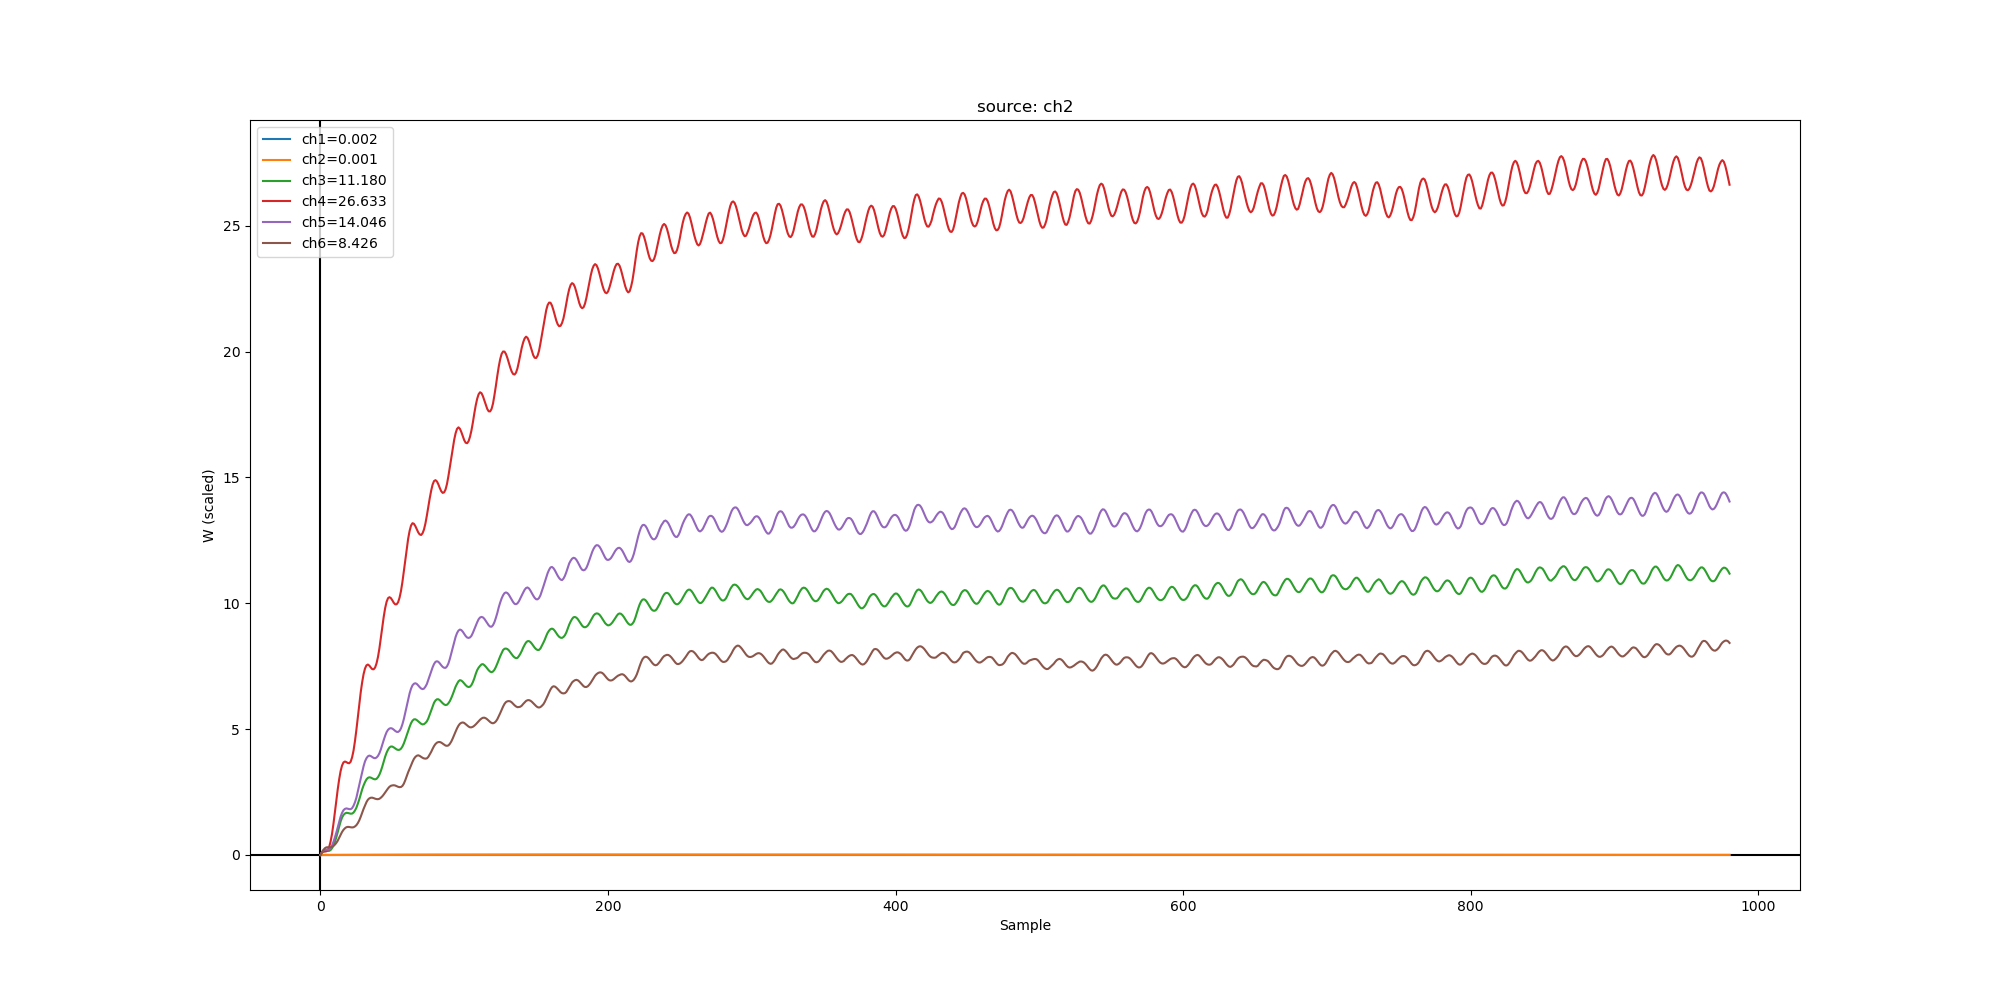 source: ch2
ch1=0.002
ch2=0.001
ch3=11.180
ch4=26.633
ch5=14.046
ch6=8.426
25
20
15
10
5
0
W (scaled)
0 200 400 600 800 1000
Sample